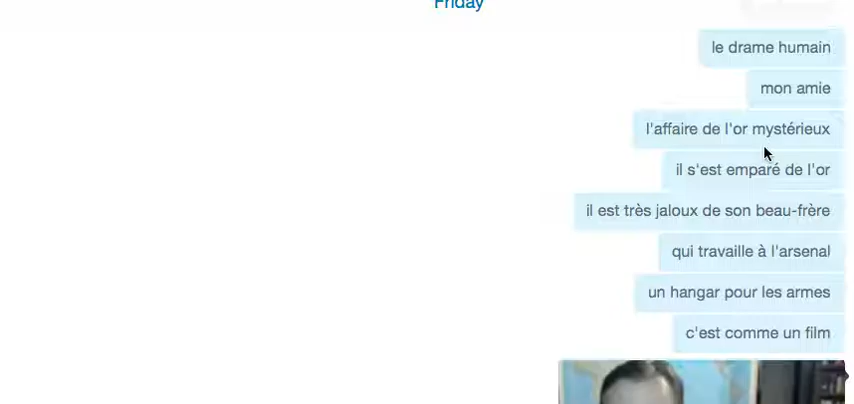 Friday
le drame humain
mon amie
l'affaire de l'or mystérieux
il s'est emparé de l'or
il est très jaloux de son beau-frère
qui travaille à l'arsenal
un hangar pour les armes
c'est comme un film